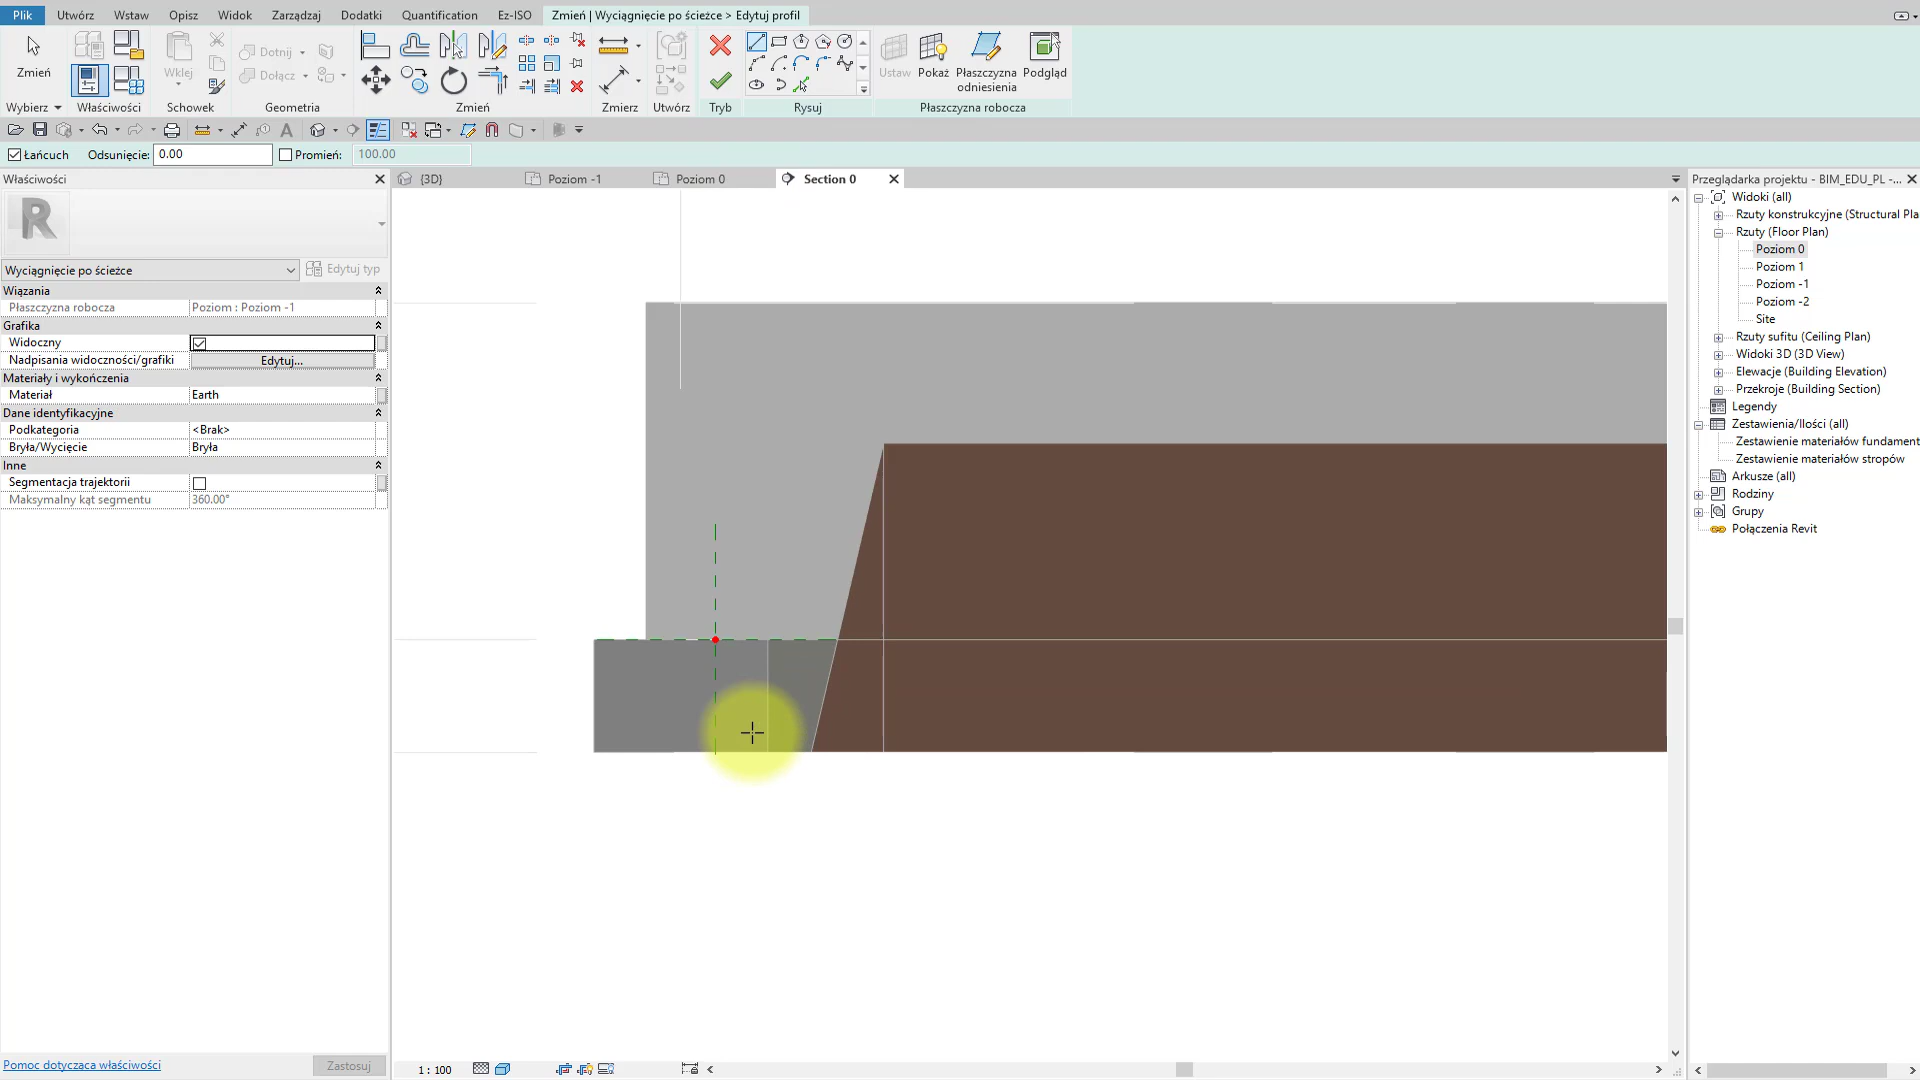 Plik Utwórz Wstaw Opisz Widok Zarządzaj Dodatki Quantification Ez-ISO Zmień | Wyciągnięcie po ścieżce > Edytuj profil
Zmień Wklej Dotnij Dołącz Ustaw Pokaż Płaszczyzna odniesienia Podgląd
Wybierz Właściwości Schowek Geometria Zmień Zmierz Utwórz Tryb Rysuj Płaszczyzna robocza
Łańcuch Odsunięcie: 0.00 Promień: 100.00
Właściwości
{3D} Poziom -1 Poziom 0 Section 0
R
Wyciągnięcie po ścieżce Edytuj typ
Wiązania
Płaszczyzna robocza Poziom : Poziom -1
Grafika
Widoczny
Nadpisania widoczności/grafiki Edytuj...
Materiały i wykończenia
Materiał Earth
Dane identyfikacyjne
Podkategoria <Brak>
Bryła/Wycięcie Bryła
Inne
Segmentacja trajektorii
Maksymalny kąt segmentu 360.00°
Pomoc dotycząca właściwości Zastosuj
1 : 100
Przeglądarka projektu - BIM_EDU_PL -...
Widoki (all)
Rzuty konstrukcyjne (Structural Pla
Rzuty (Floor Plan)
Poziom 0
Poziom 1
Poziom -1
Poziom -2
Site
Rzuty sufitu (Ceiling Plan)
Widoki 3D (3D View)
Elewacje (Building Elevation)
Przekroje (Building Section)
Legendy
Zestawienia/Ilości (all)
Zestawienie materiałów fundament
Zestawienie materiałów stropów
Arkusze (all)
Rodziny
Grupy
Połączenia Revit